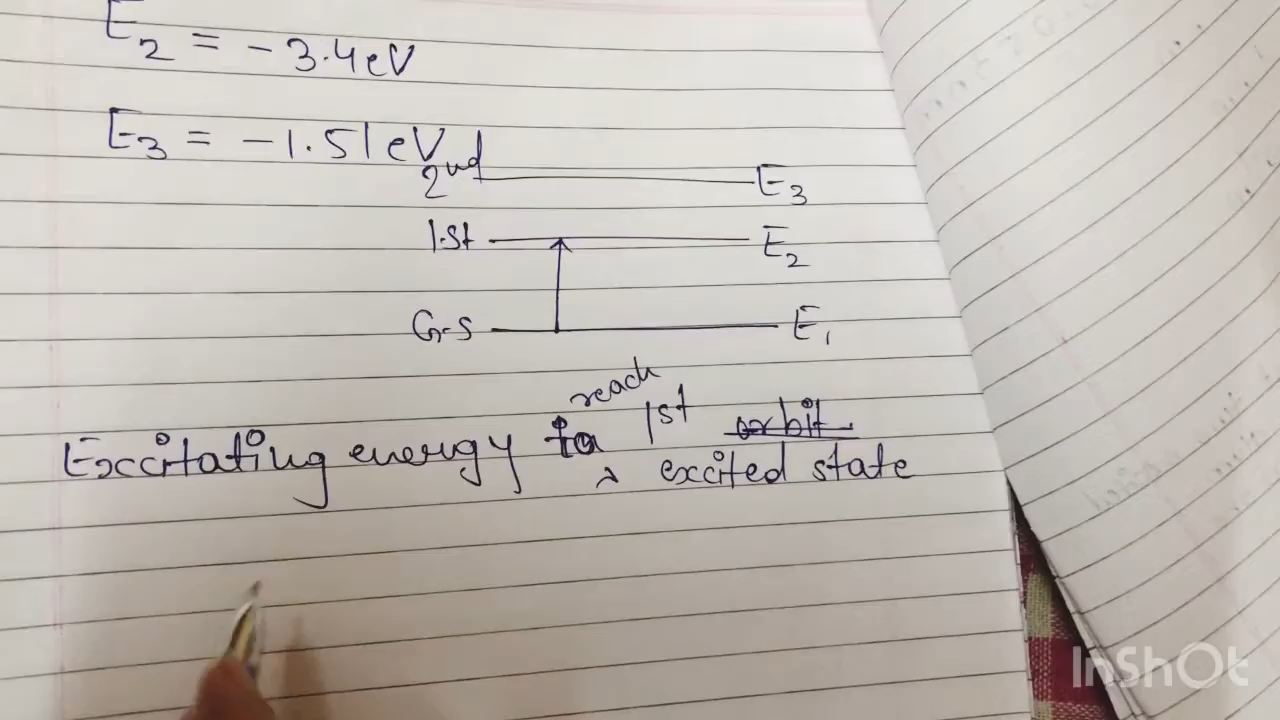 E2 = -3.4eV
E3 = -1.51eV
2nd E3
1st E2
G-S E1
reach
Excitating energy to 1st orbit
excited state
InShOt